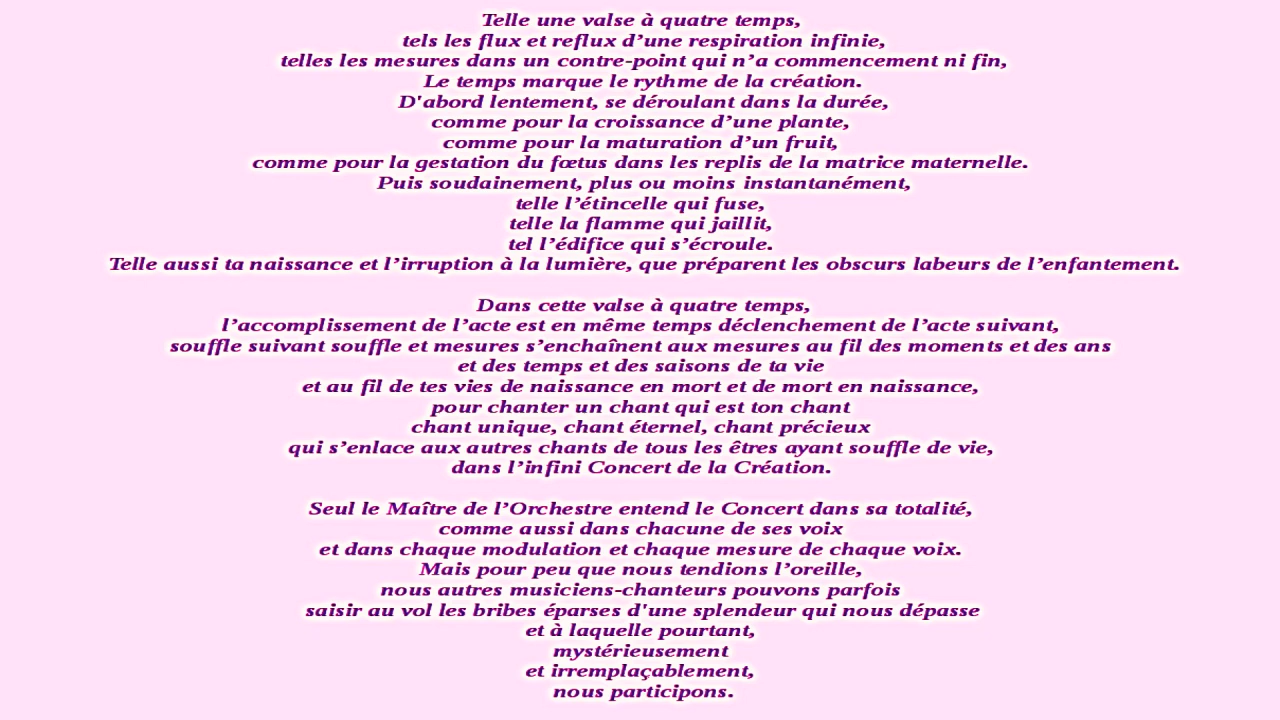 Telle une valse à quatre temps,
tels les flux et reflux d’une respiration infinie,
telles les mesures dans un contre-point qui n’a commencement ni fin,
Le temps marque le rythme de la création.
D'abord lentement, se déroulant dans la durée,
comme pour la croissance d’une plante,
comme pour la maturation d’un fruit,
comme pour la gestation du fœtus dans les replis de la matrice maternelle.
Puis soudainement, plus ou moins instantanément,
telle l’étincelle qui fuse,
telle la flamme qui jaillit,
tel l’édifice qui s’écroule.
Telle aussi ta naissance et l’irruption à la lumière, que préparent les obscurs labeurs de l’enfantement.

Dans cette valse à quatre temps,
l’accomplissement de l’acte est en même temps déclenchement de l’acte suivant,
souffle suivant souffle et mesures s’enchaînent aux mesures au fil des moments et des ans
et des temps et des saisons de ta vie
et au fil de tes vies de naissance en mort et de mort en naissance,
pour chanter un chant qui est ton chant
chant unique, chant éternel, chant précieux
qui s’enlace aux autres chants de tous les êtres ayant souffle de vie,
dans l’infini Concert de la Création.

Seul le Maître de l’Orchestre entend le Concert dans sa totalité,
comme aussi dans chacune de ses voix
et dans chaque modulation et chaque mesure de chaque voix.
Mais pour peu que nous tendions l’oreille,
nous autres musiciens-chanteurs pouvons parfois
saisir au vol les bribes éparses d'une splendeur qui nous dépasse
et à laquelle pourtant,
mystérieusement
et irremplaçablement,
nous participons.